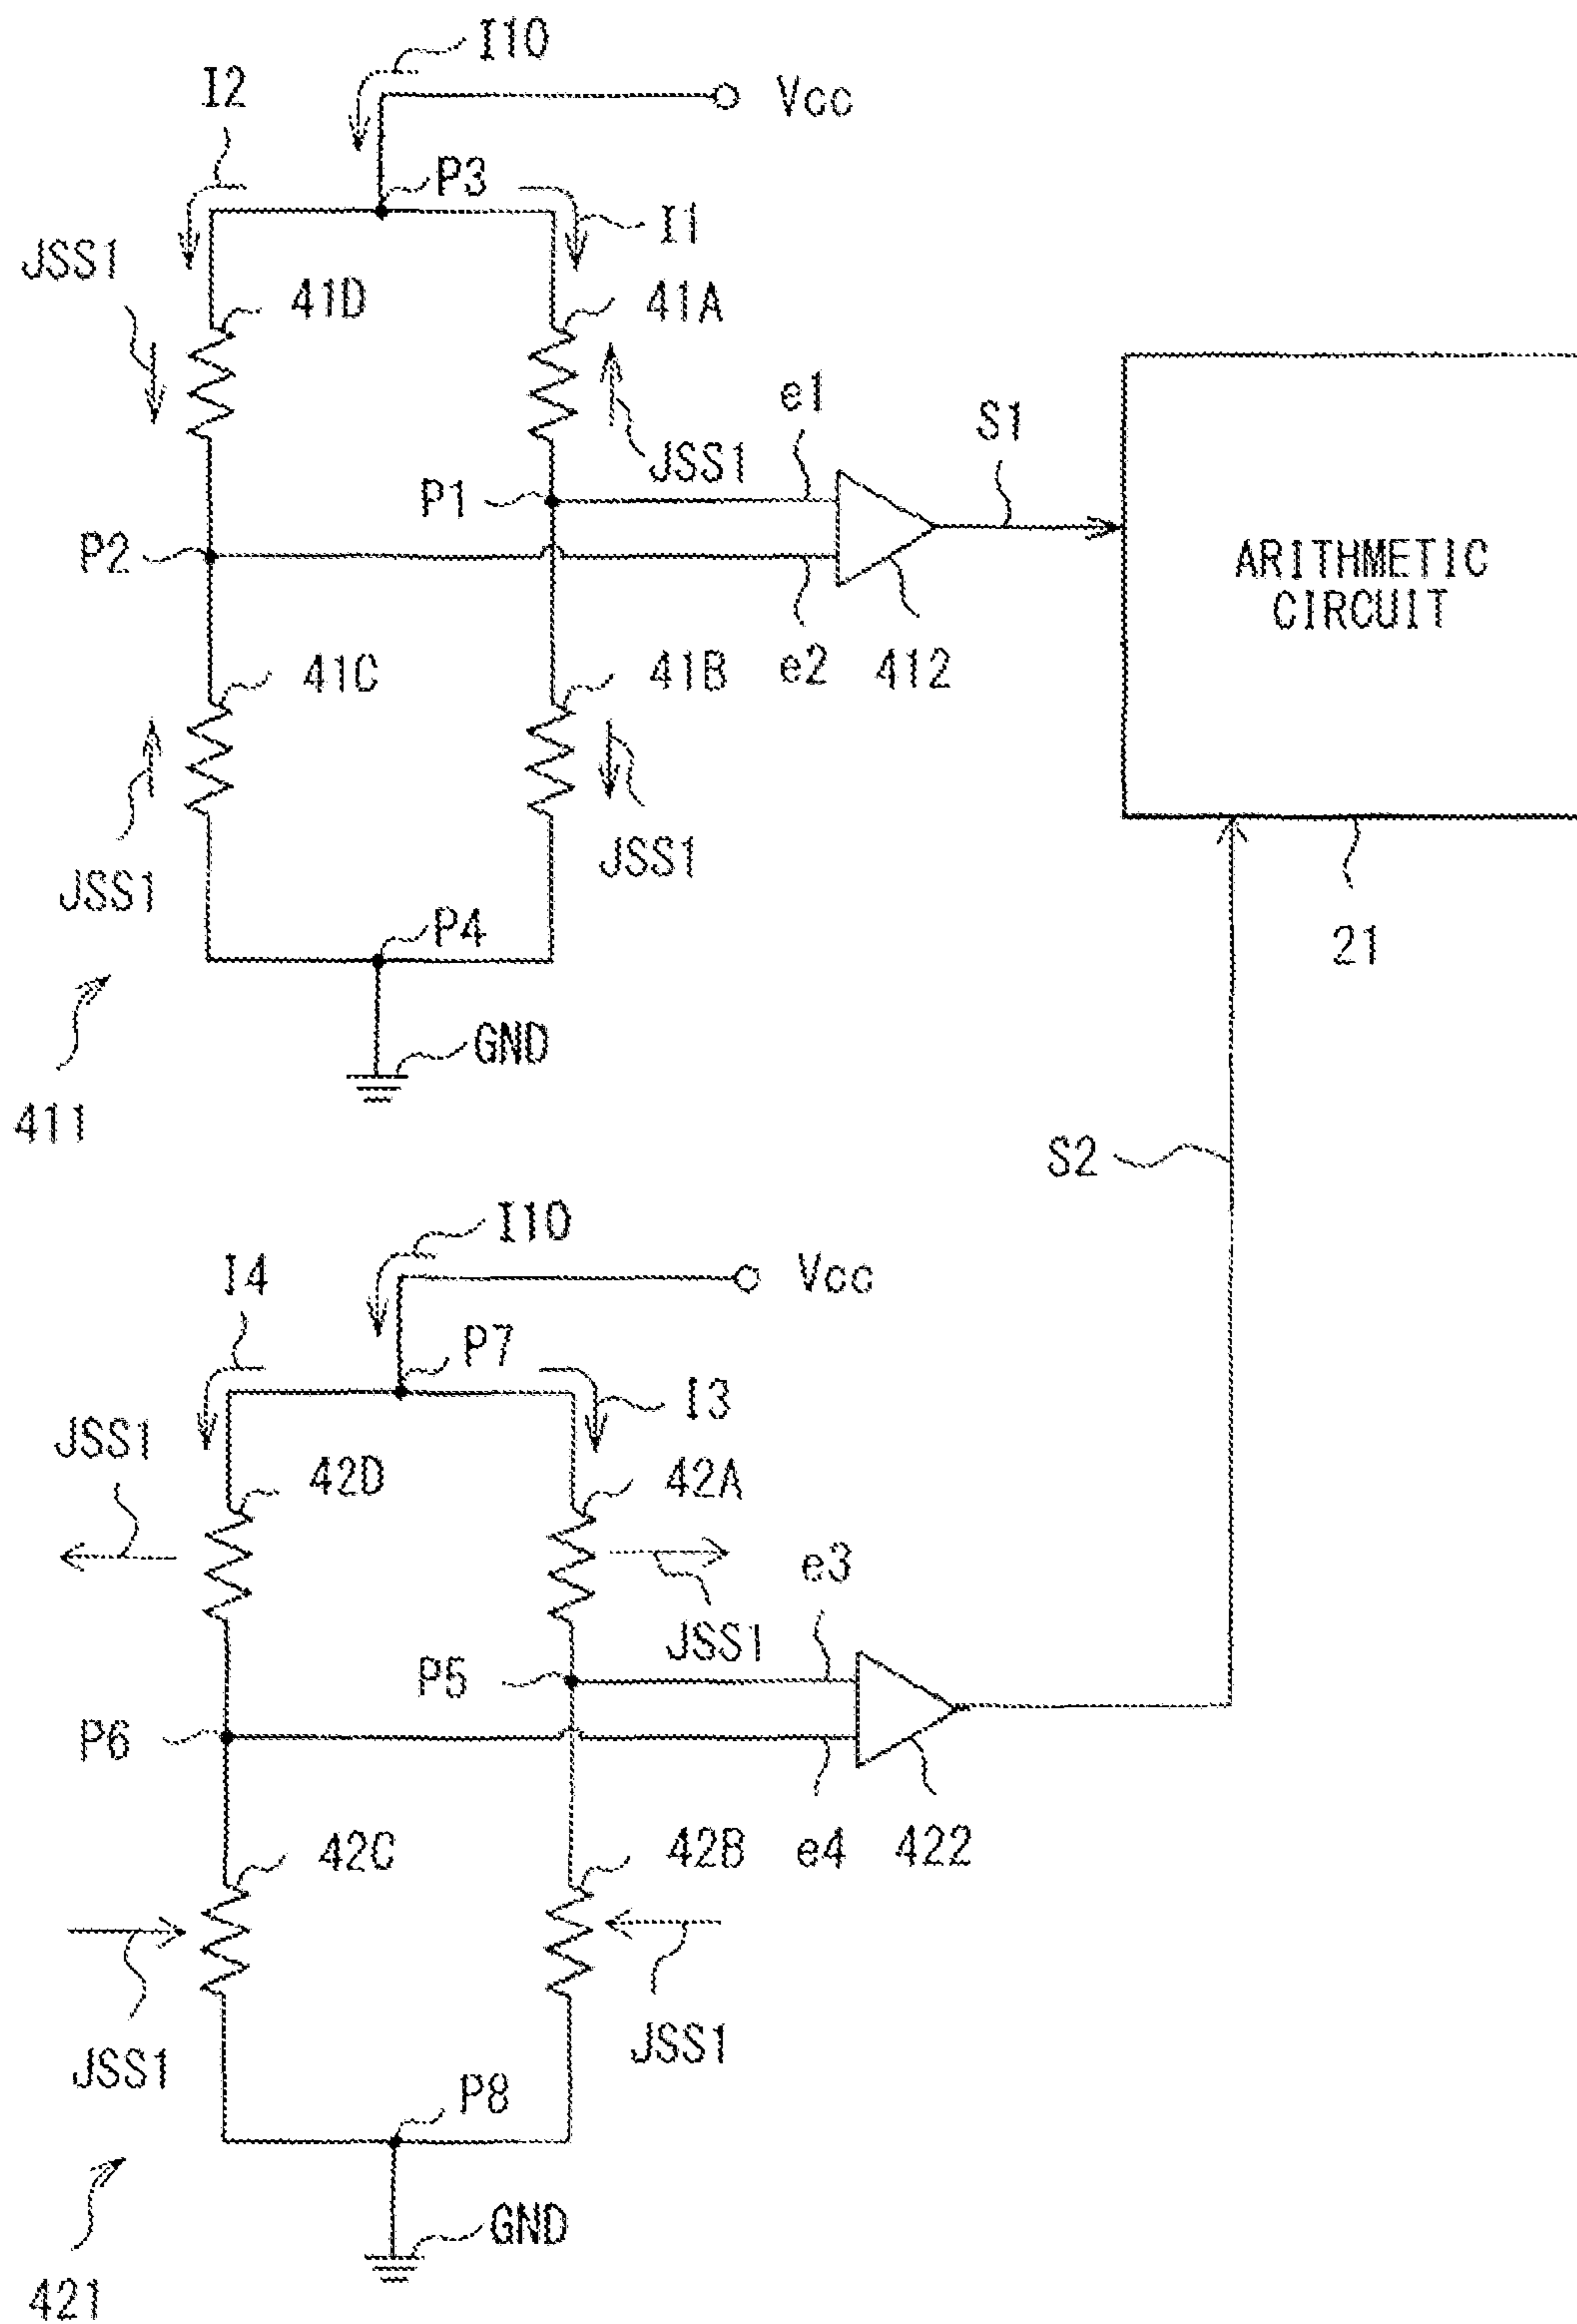 I10
I2
Vcc
P3
I1
JSS1
41D
41A
e1
S1
JSS1
P1
P2
ARITHMETIC
CIRCUIT
41C
41B
e2
412
JSS1
JSS1
P4
21
GND
411
S2
I10
I4
Vcc
P7
I3
JSS1
42D
42A
e3
JSS1
P5
P6
42C
42B
e4
422
JSS1
JSS1
P8
GND
421